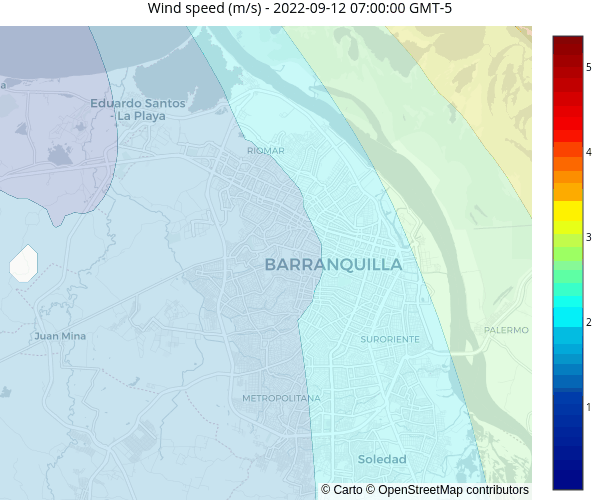 Wind speed (m/s) - 2022-09-12 07:00:00 GMT-5
a
Eduardo Santos
- La Playa
RIOMAR
BARRANQUILLA
Juan Mina
SURORIENTE
PALERMO
METROPOLITANA
Soledad
© Carto © OpenStreetMap contributors
5
4
3
2
1